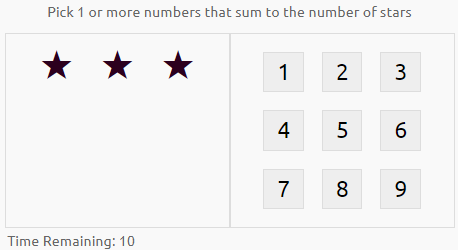 Pick 1 or more numbers that sum to the number of stars
1 2 3
4 5 6
7 8 9
Time Remaining: 10